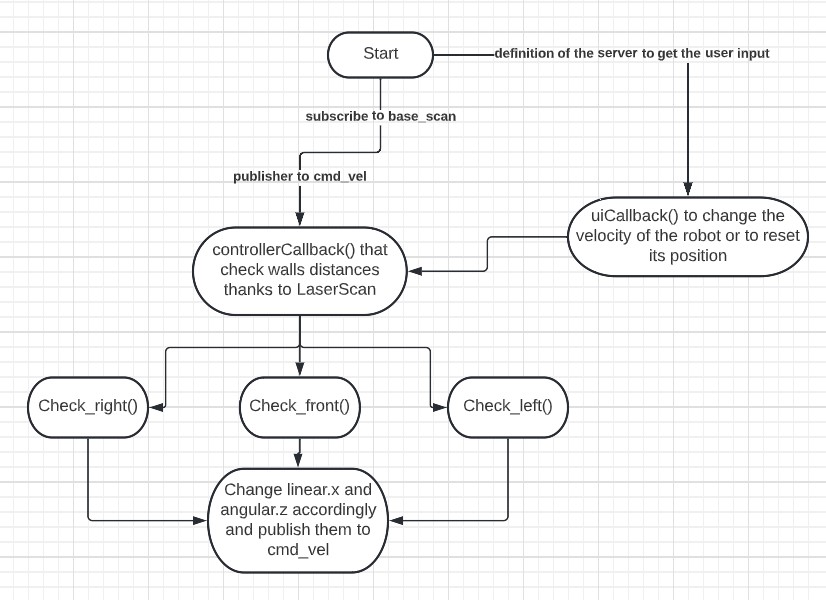 Start
definition of the server to get the user input
subscribe to base_scan
publisher to cmd_vel
uiCallback() to change the
velocity of the robot or to reset
its position
controllerCallback() that
check walls distances
thanks to LaserScan
Check_right()
Check_front()
Check_left()
Change linear.x and
angular.z accordingly
and publish them to
cmd_vel